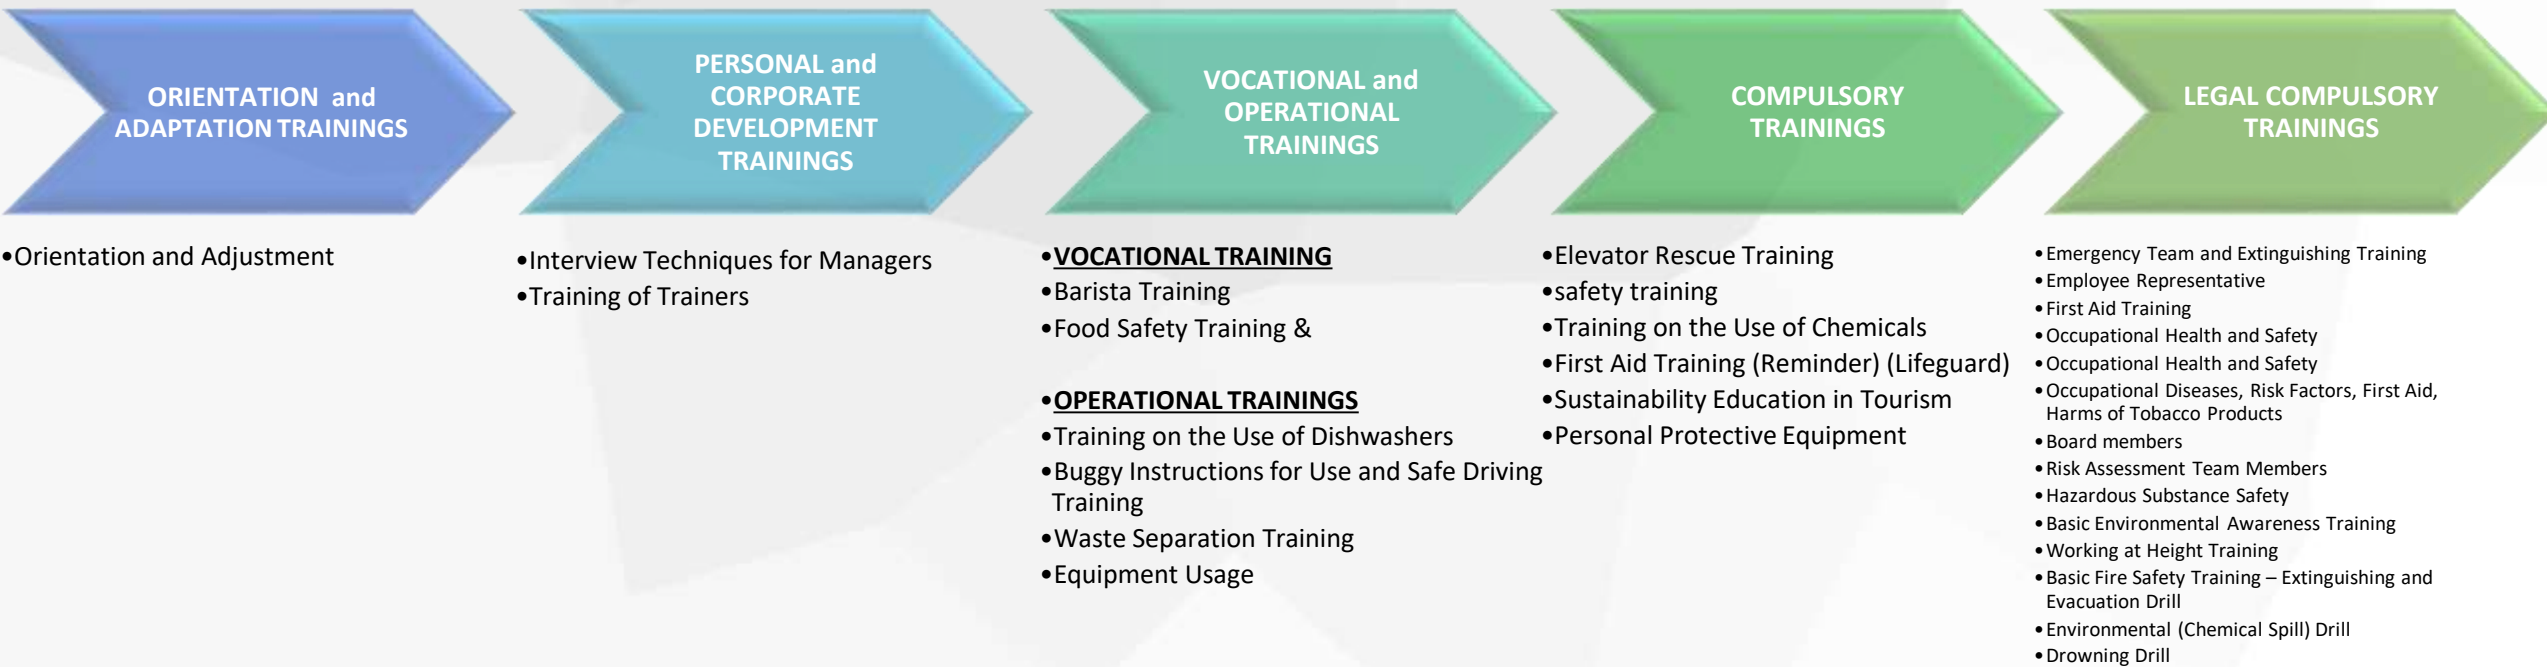 ORIENTATION and
ADAPTATION TRAININGS
•Orientation and Adjustment
PERSONAL and
CORPORATE
DEVELOPMENT
TRAININGS
•Interview Techniques for Managers
•Training of Trainers
VOCATIONAL and
OPERATIONAL
TRAININGS
•VOCATIONAL TRAINING
•Barista Training
•Food Safety Training &
•OPERATIONAL TRAININGS
•Training on the Use of Dishwashers
•Buggy Instructions for Use and Safe Driving
Training
•Waste Separation Training
•Equipment Usage
COMPULSORY
TRAININGS
•Elevator Rescue Training
•safety training
•Training on the Use of Chemicals
•First Aid Training (Reminder) (Lifeguard)
•Sustainability Education in Tourism
•Personal Protective Equipment
LEGAL COMPULSORY
TRAININGS
•Emergency Team and Extinguishing Training
•Employee Representative
•First Aid Training
•Occupational Health and Safety
•Occupational Health and Safety
•Occupational Diseases, Risk Factors, First Aid,
Harms of Tobacco Products
•Board members
•Risk Assessment Team Members
•Hazardous Substance Safety
•Basic Environmental Awareness Training
•Working at Height Training
•Basic Fire Safety Training – Extinguishing and
Evacuation Drill
•Environmental (Chemical Spill) Drill
•Drowning Drill